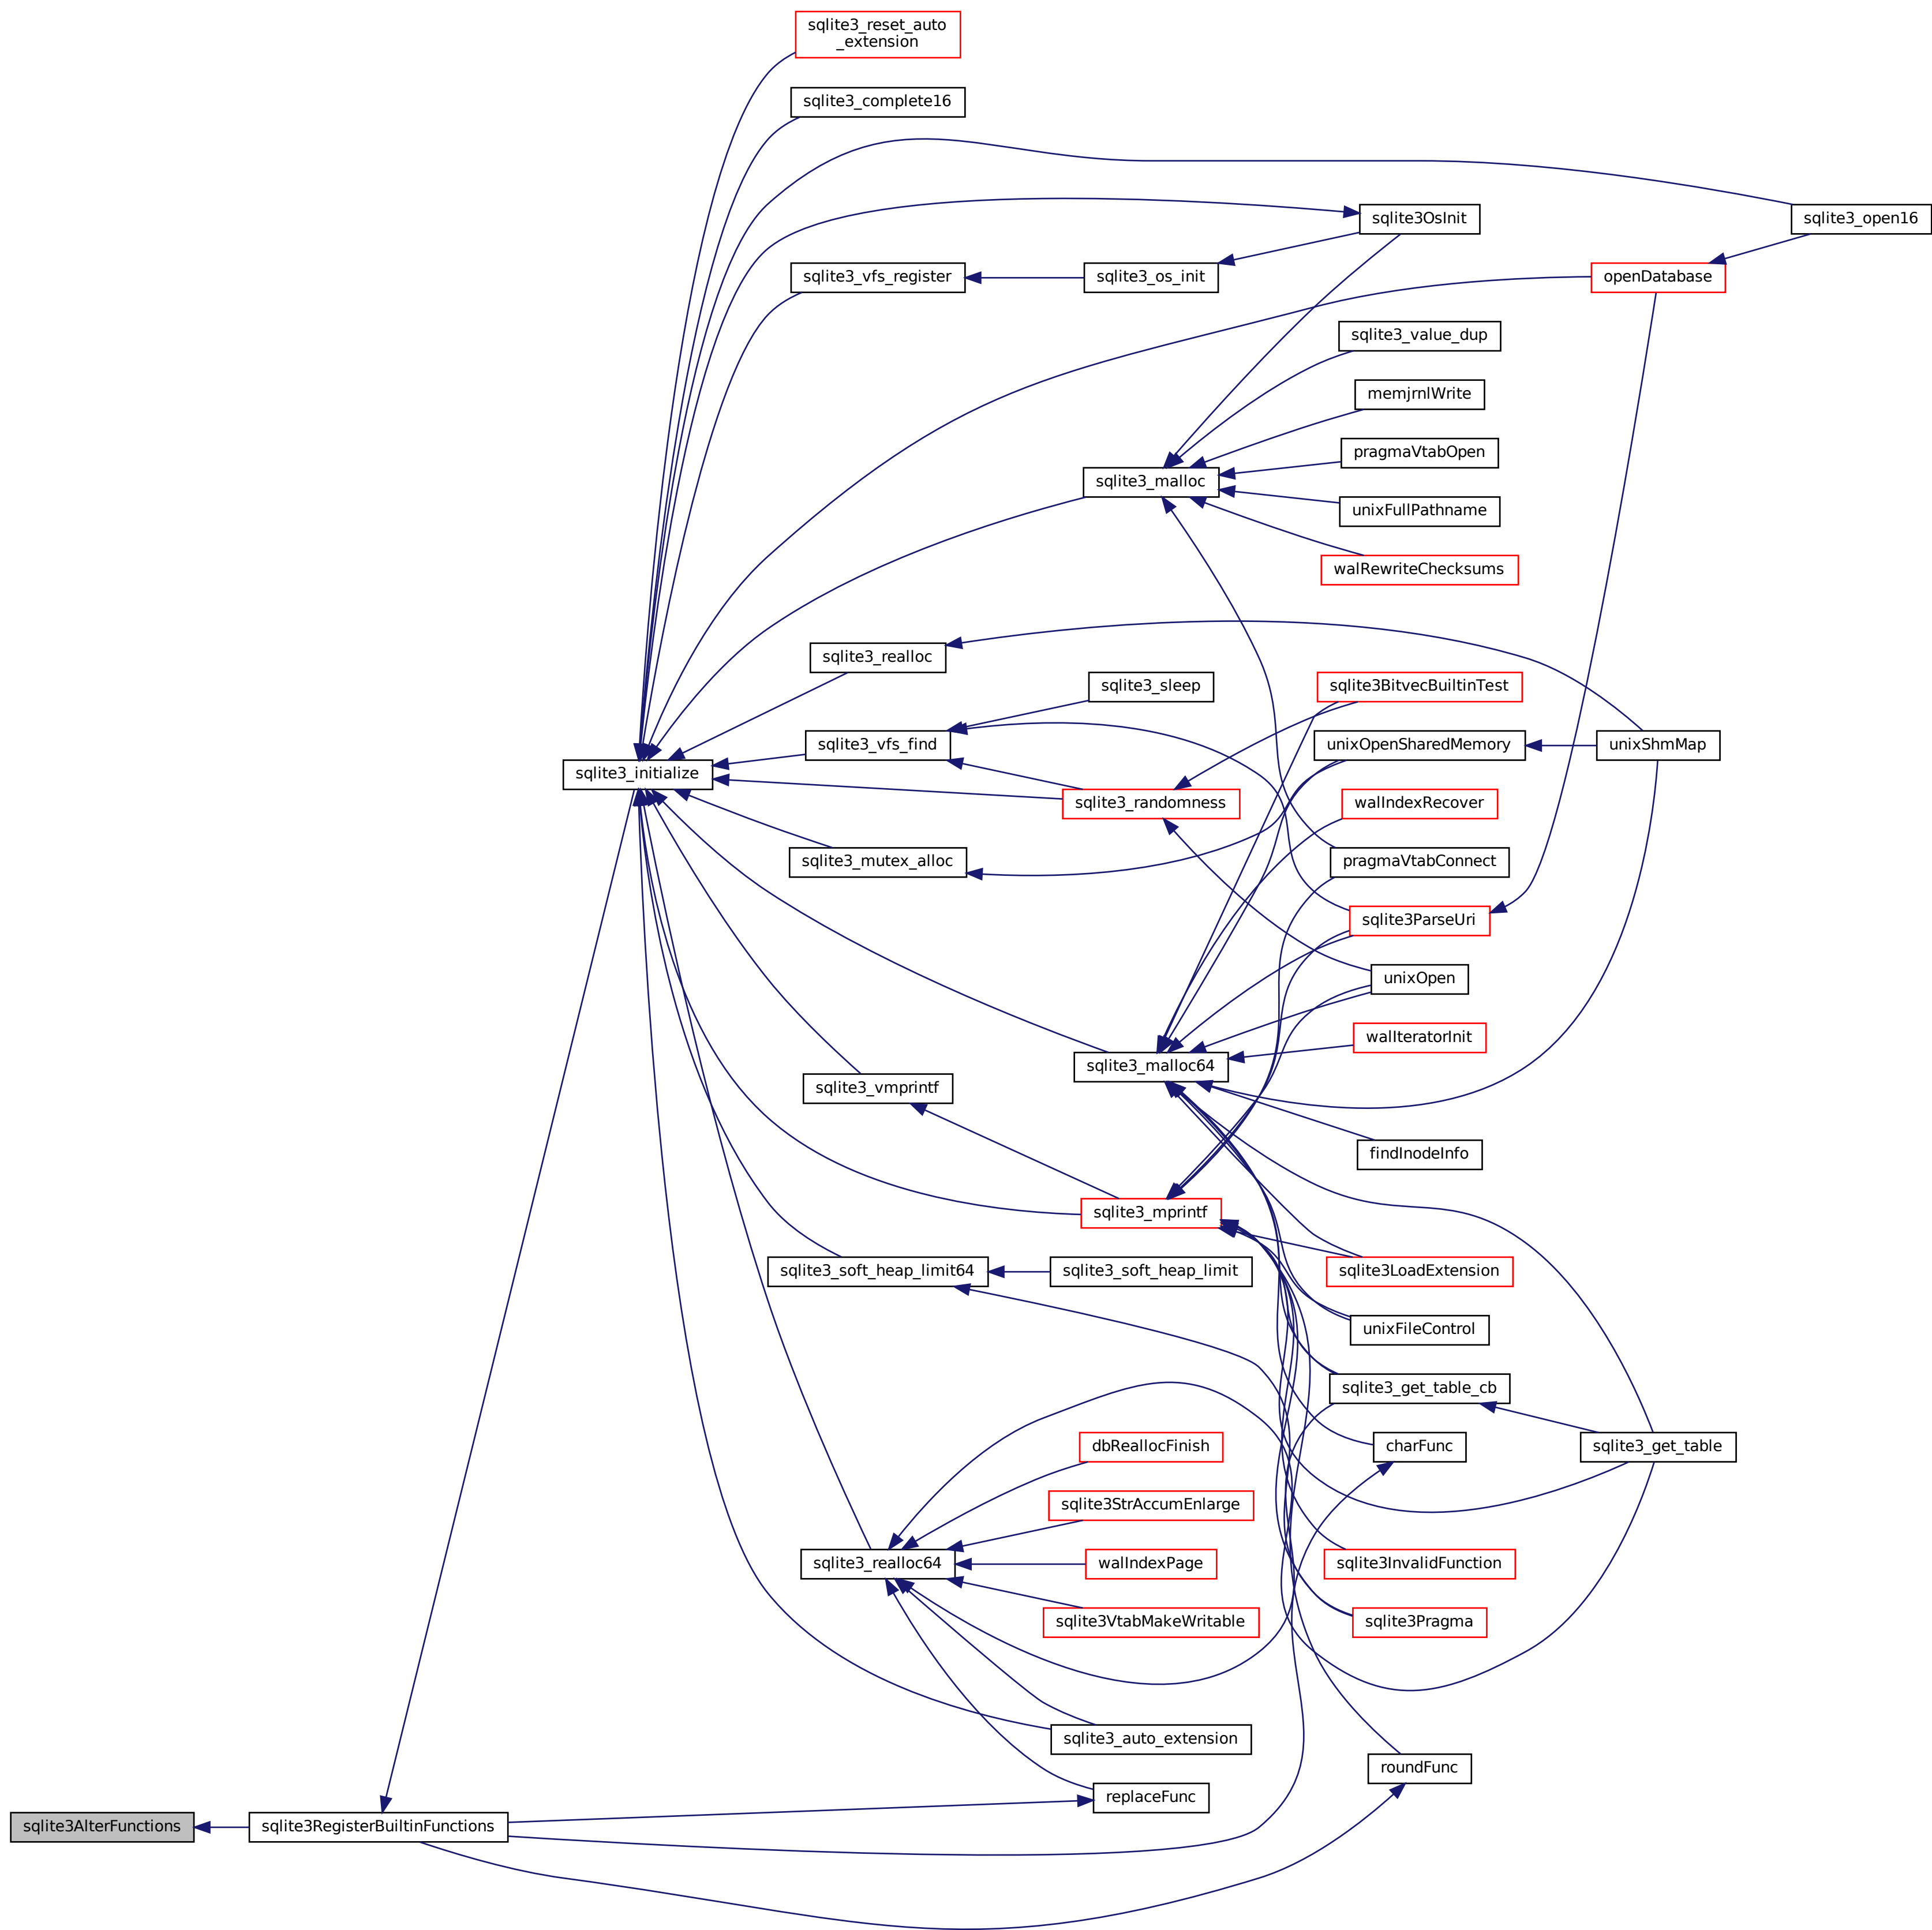 sqlite3_reset_auto
_extension
sqlite3_complete16
sqlite3OsInit
sqlite3_open16
sqlite3_vfs_register
sqlite3_os_init
openDatabase
sqlite3_value_dup
memjrnlWrite
pragmaVtabOpen
sqlite3_malloc
unixFullPathname
walRewriteChecksums
sqlite3_realloc
sqlite3_sleep
sqlite3BitvecBuiltinTest
sqlite3_vfs_find
unixOpenSharedMemory
unixShmMap
sqlite3_initialize
sqlite3_randomness
walIndexRecover
sqlite3_mutex_alloc
pragmaVtabConnect
sqlite3ParseUri
unixOpen
walIteratorInit
sqlite3_malloc64
sqlite3_vmprintf
findInodeInfo
sqlite3_mprintf
sqlite3_soft_heap_limit64
sqlite3_soft_heap_limit
sqlite3LoadExtension
unixFileControl
sqlite3_get_table_cb
dbReallocFinish
charFunc
sqlite3_get_table
sqlite3StrAccumEnlarge
sqlite3_realloc64
walIndexPage
sqlite3InvalidFunction
sqlite3VtabMakeWritable
sqlite3Pragma
sqlite3_auto_extension
roundFunc
replaceFunc
sqlite3AlterFunctions
sqlite3RegisterBuiltinFunctions